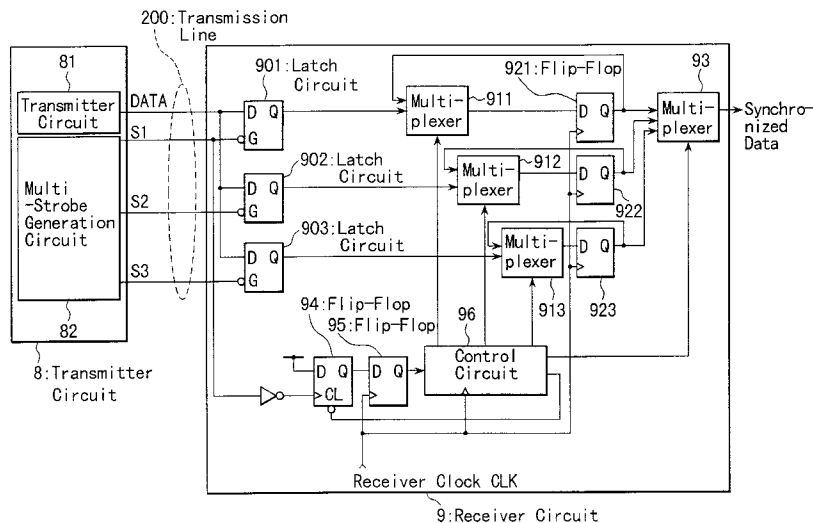 200:Transmission
Line
81
Transmitter
Circuit
DATA
S1
Multi
-Strobe
Generation
Circuit
S2
S3
82
8:Transmitter
Circuit
901:Latch
Circuit
D Q
G
902:Latch
Circuit
D Q
G
903:Latch
Circuit
D Q
G
Multi-
plexer
911
921:Flip-Flop
D Q
93
Multi-
plexer
Synchro-
nized
Data
Multi-
plexer
912
D Q
922
Multi-
plexer
913
D Q
923
94:Flip-Flop
95:Flip-Flop
D Q
CL
D Q
96
Control
Circuit
Receiver Clock CLK
9:Receiver Circuit